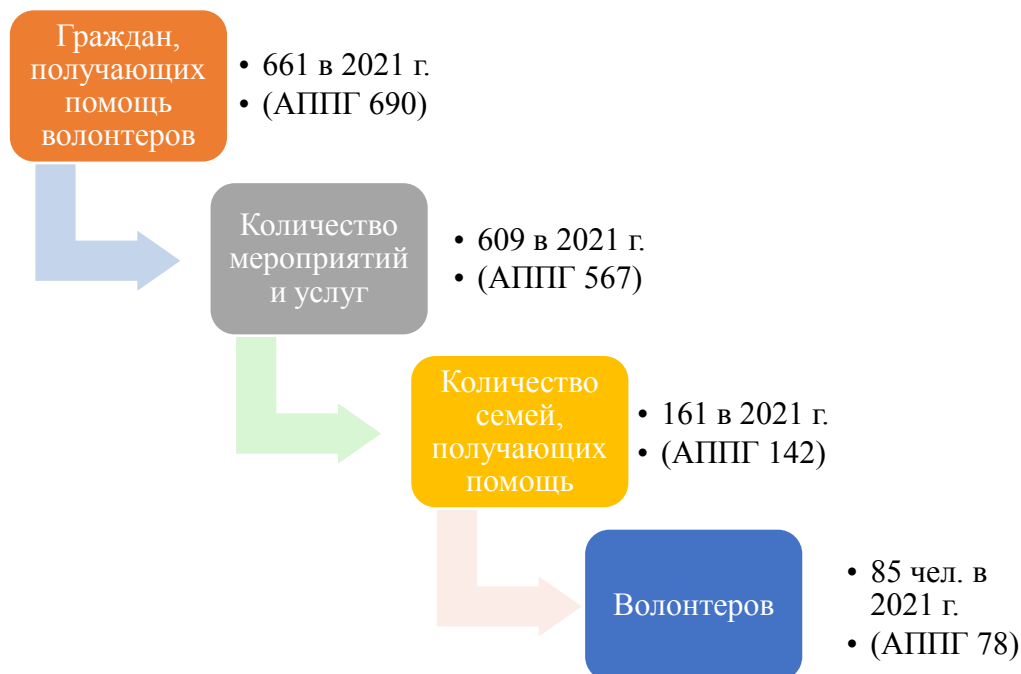 Граждан,
получающих
помощь
волонтеров
• 661 в 2021 г.
• (АППГ 690)
Количество
мероприятий
и услуг
• 609 в 2021 г.
• (АППГ 567)
Количество
семей,
получающих
помощь
• 161 в 2021 г.
• (АППГ 142)
Волонтеров
• 85 чел. в
2021 г.
• (АППГ 78)